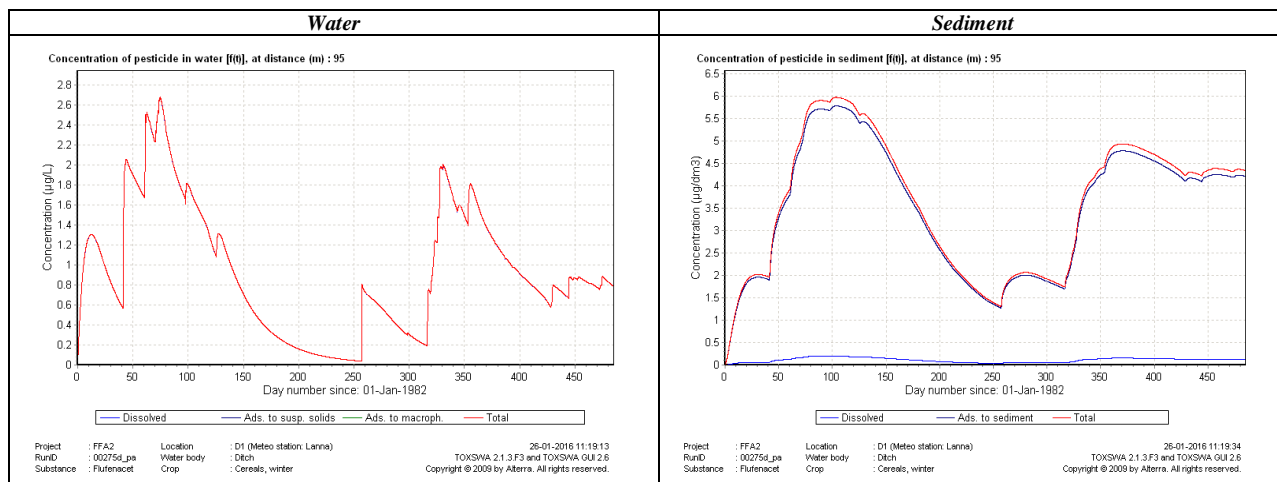 Water
Sediment
Concentration of pesticide in water [f(t)], at distance (m) : 95
Concentration (µg/L)
2.8
2.6
2.4
2.2
2
1.8
1.6
1.4
1.2
1
0.8
0.6
0.4
0.2
0
0 50 100 150 200 250 300 350 400 450
Day number since: 01-Jan-1982
Dissolved Ads. to susp. solids Ads. to macroph. Total
Project : FFA2 Location : D1 (Meteo station: Lanna) 26-01-2016 11:19:13
RunID : 00275d_pa Water body : Ditch TOXSWA 2.1.3.F3 and TOXSWA GUI 2.6
Substance : Flufenacet Crop : Cereals, winter Copyright © 2009 by Alterra. All rights reserved.
Concentration of pesticide in sediment [f(t)], at distance (m) : 95
Concentration (µg/dm3)
6.5
6
5.5
5
4.5
4
3.5
3
2.5
2
1.5
1
0.5
0
0 50 100 150 200 250 300 350 400 450
Day number since: 01-Jan-1982
Dissolved Ads. to sediment Total
Project : FFA2 Location : D1 (Meteo station: Lanna) 26-01-2016 11:19:34
RunID : 00275d_pa Water body : Ditch TOXSWA 2.1.3.F3 and TOXSWA GUI 2.6
Substance : Flufenacet Crop : Cereals, winter Copyright © 2009 by Alterra. All rights reserved.